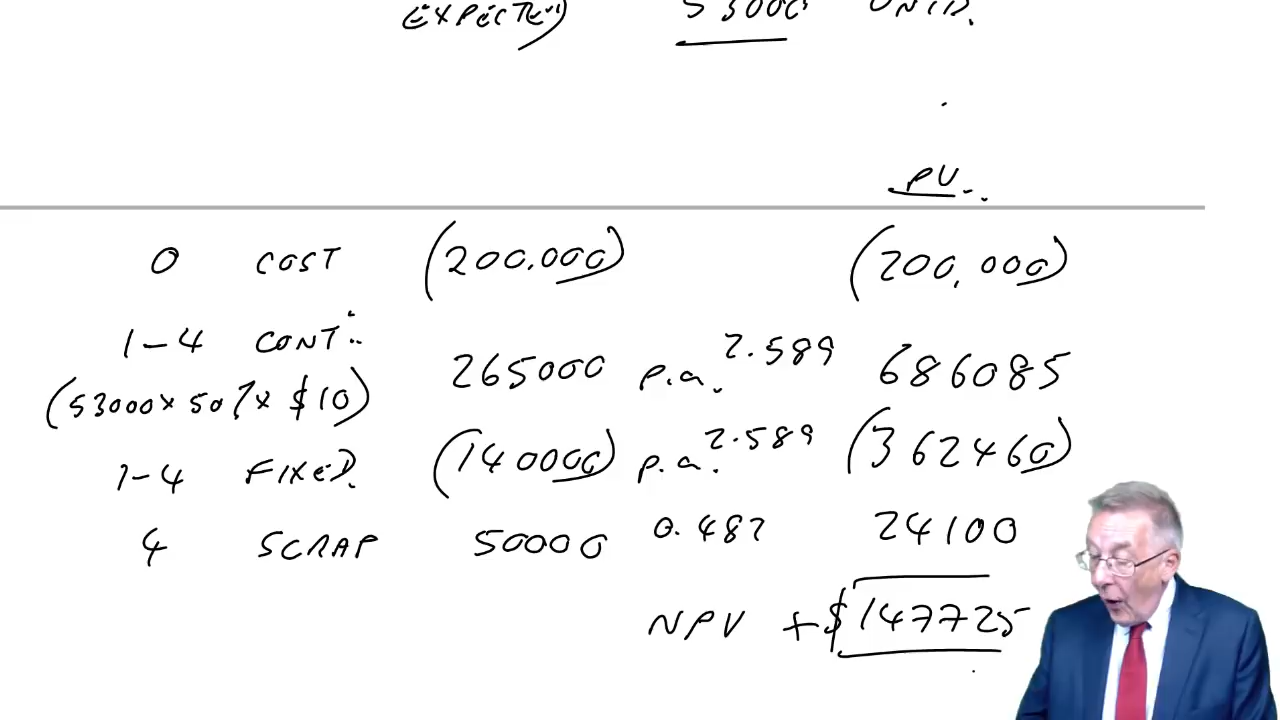 EXPECTED 53000 UNITS.
PV
0 COST (200,000) (200,000)
1-4 CONT'. 265000 p.a. 2.589 686085
(53000 x 50% x $10)
1-4 FIXED. (140000) p.a. 2.589 (362460)
4 SCRAP 50000 0.482 24100
NPV +$147725